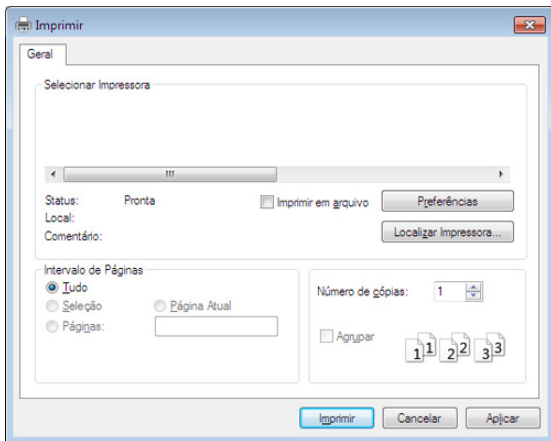 Imprimir
Geral
Selecionar Impressora
Status: Pronta
Imprimir em arquivo
Preferências
Local:
Comentário:
Localizar Impressora...
Intervalo de Páginas
Tudo
Seleção
Página Atual
Páginas:
Número de cópias: 1
Agrupar
1 1 2 2 3 3
Imprimir
Cancelar
Aplicar